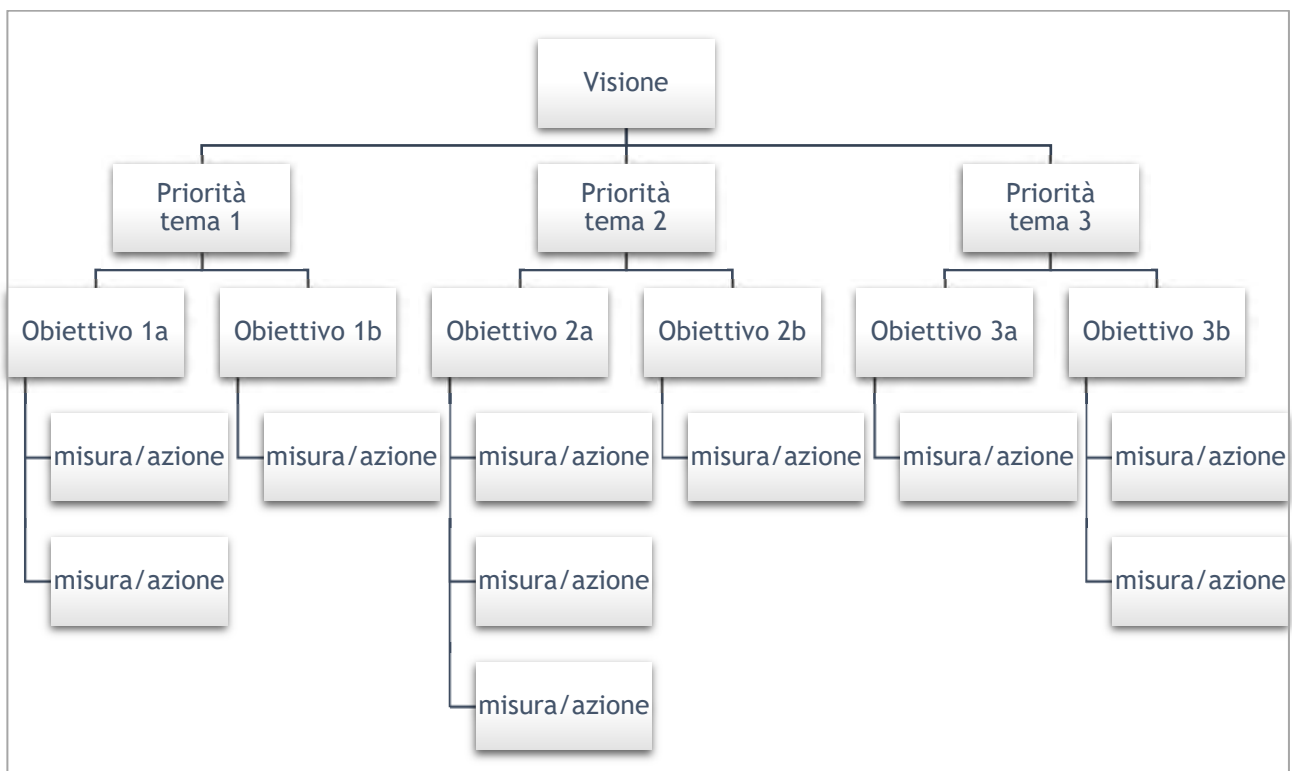 Visione
Priorità
tema 1
Priorità
tema 2
Priorità
tema 3
Obiettivo 1a
Obiettivo 1b
Obiettivo 2a
Obiettivo 2b
Obiettivo 3a
Obiettivo 3b
misura/azione
misura/azione
misura/azione
misura/azione
misura/azione
misura/azione
misura/azione
misura/azione
misura/azione
misura/azione